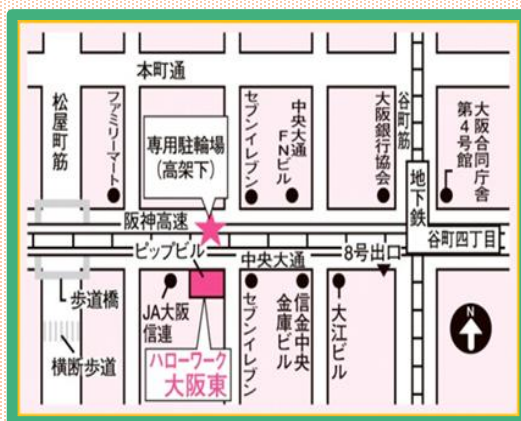 本町通
松屋町筋
ファミリーマート
専用駐輪場
(高架下)
セブンイレブン
中央大通
FNビル
大阪銀行協会
谷町筋
大阪合同庁舎
第4号館
地下鉄
谷町四丁目
阪神高速
ピップビル
中央大通
8号出口
歩道橋
横断歩道
JA大阪
信連
ハローワーク
大阪東
セブンイレブン
信金中央
金庫ビル
大江ビル
N